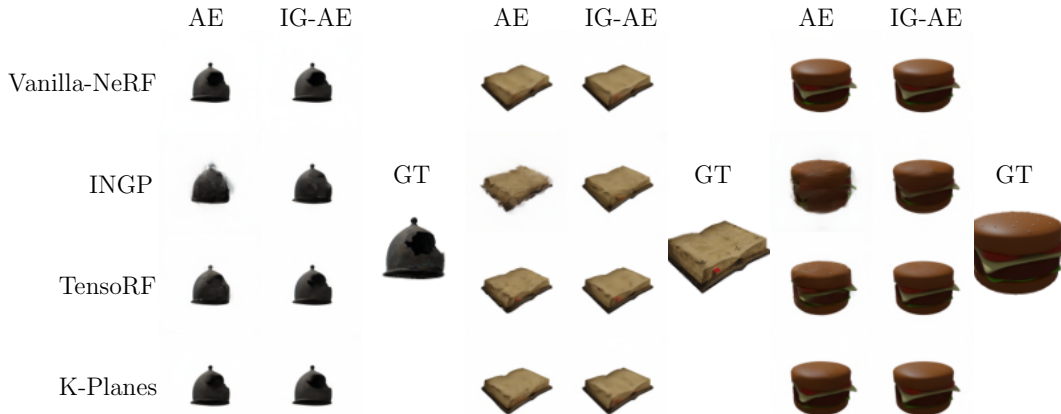 AE IG-AE AE IG-AE AE IG-AE
Vanilla-NeRF
GT GT GT
INGP
TensoRF
K-Planes